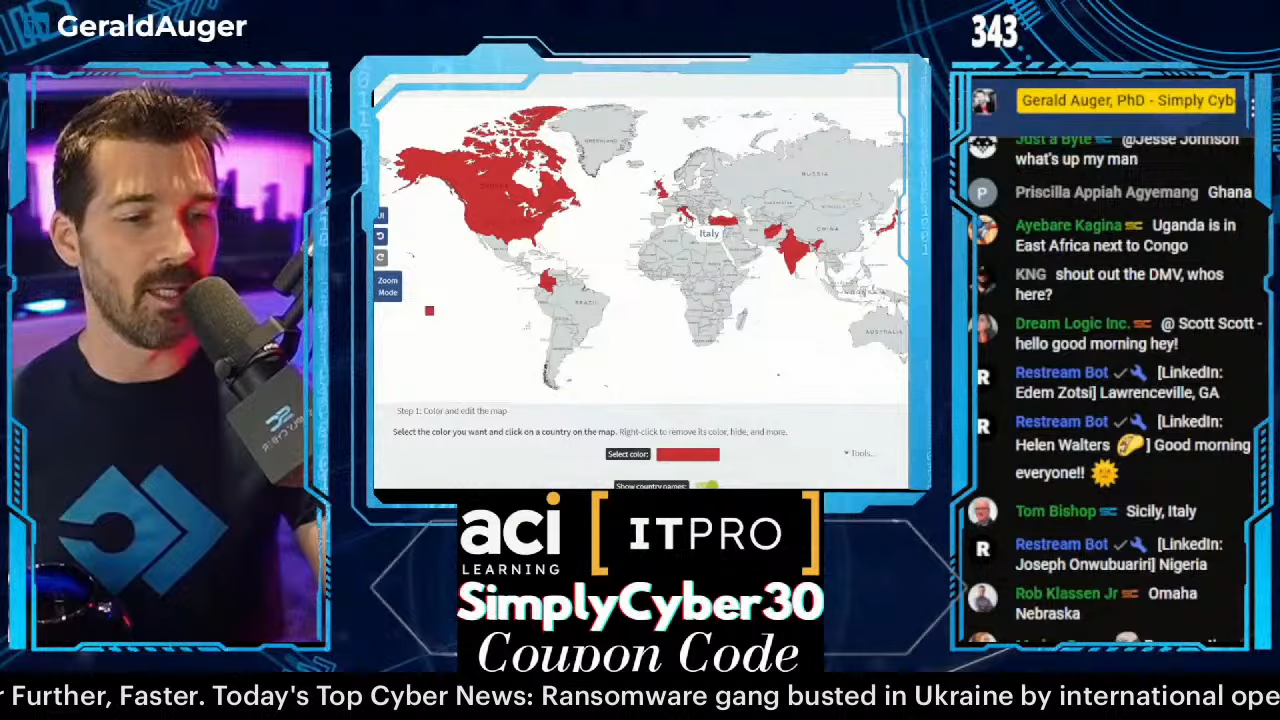 GeraldAuger
343
Gerald Auger, PhD - Simply Cyb
Just a Byte @Jesse Johnson
what's up my man
Priscilla Appiah Agyemang Ghana
Ayebare Kagina Uganda is in
East Africa next to Congo
KNG shout out the DMV, whos
here?
Dream Logic Inc. @ Scott Scott -
hello good morning hey!
Restream Bot [LinkedIn:
Edem Zotsi] Lawrenceville, GA
Restream Bot [LinkedIn:
Helen Walters 🌮] Good morning
everyone!! 🌞
Tom Bishop Sicily, Italy
Restream Bot [LinkedIn:
Joseph Onwubuariri] Nigeria
Rob Klassen Jr Omaha
Nebraska
GREENLAND
CANADA
RUSSIA
CHINA
Italy
BRAZIL
AUSTRALIA
Zoom
Mode
Step 1: Color and edit the map
Select the color you want and click on a country on the map. Right-click to remove its color, hide, and more.
Select color:
Tools...
Show country names:
aci
LEARNING
[ITPRO]
SimplyCyber30
Coupon Code
r Further, Faster. Today's Top Cyber News: Ransomware gang busted in Ukraine by international ope